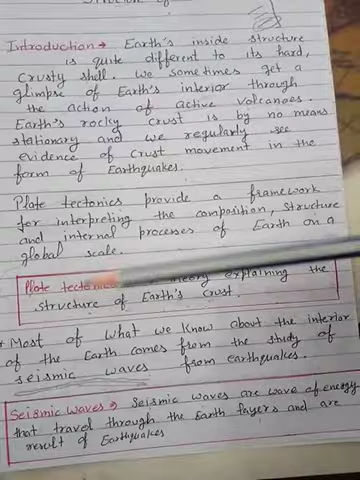 Structure of
Introduction → Earth's inside structure
is quite different to its hard,
Crusty shell. We sometimes get a
glimpse of Earth's interior through
the action of active volcanoes.
Earth's rocky crust is by no means
stationary and we regularly see
evidence of Crust movement in the
form of Earthquakes.
Plate tectonics provide a framework
for interpreting the composition, structure
and internal processes of Earth on a
global scale.
Plate tectonics theory explaining the
structure of Earth's Crust.
Most of what we know about the interior
of the Earth comes from the study of
seismic waves from earthquakes.
Seismic waves → Seismic waves are wave of energy
that travel through the Earth layers and are
result of Earthquakes